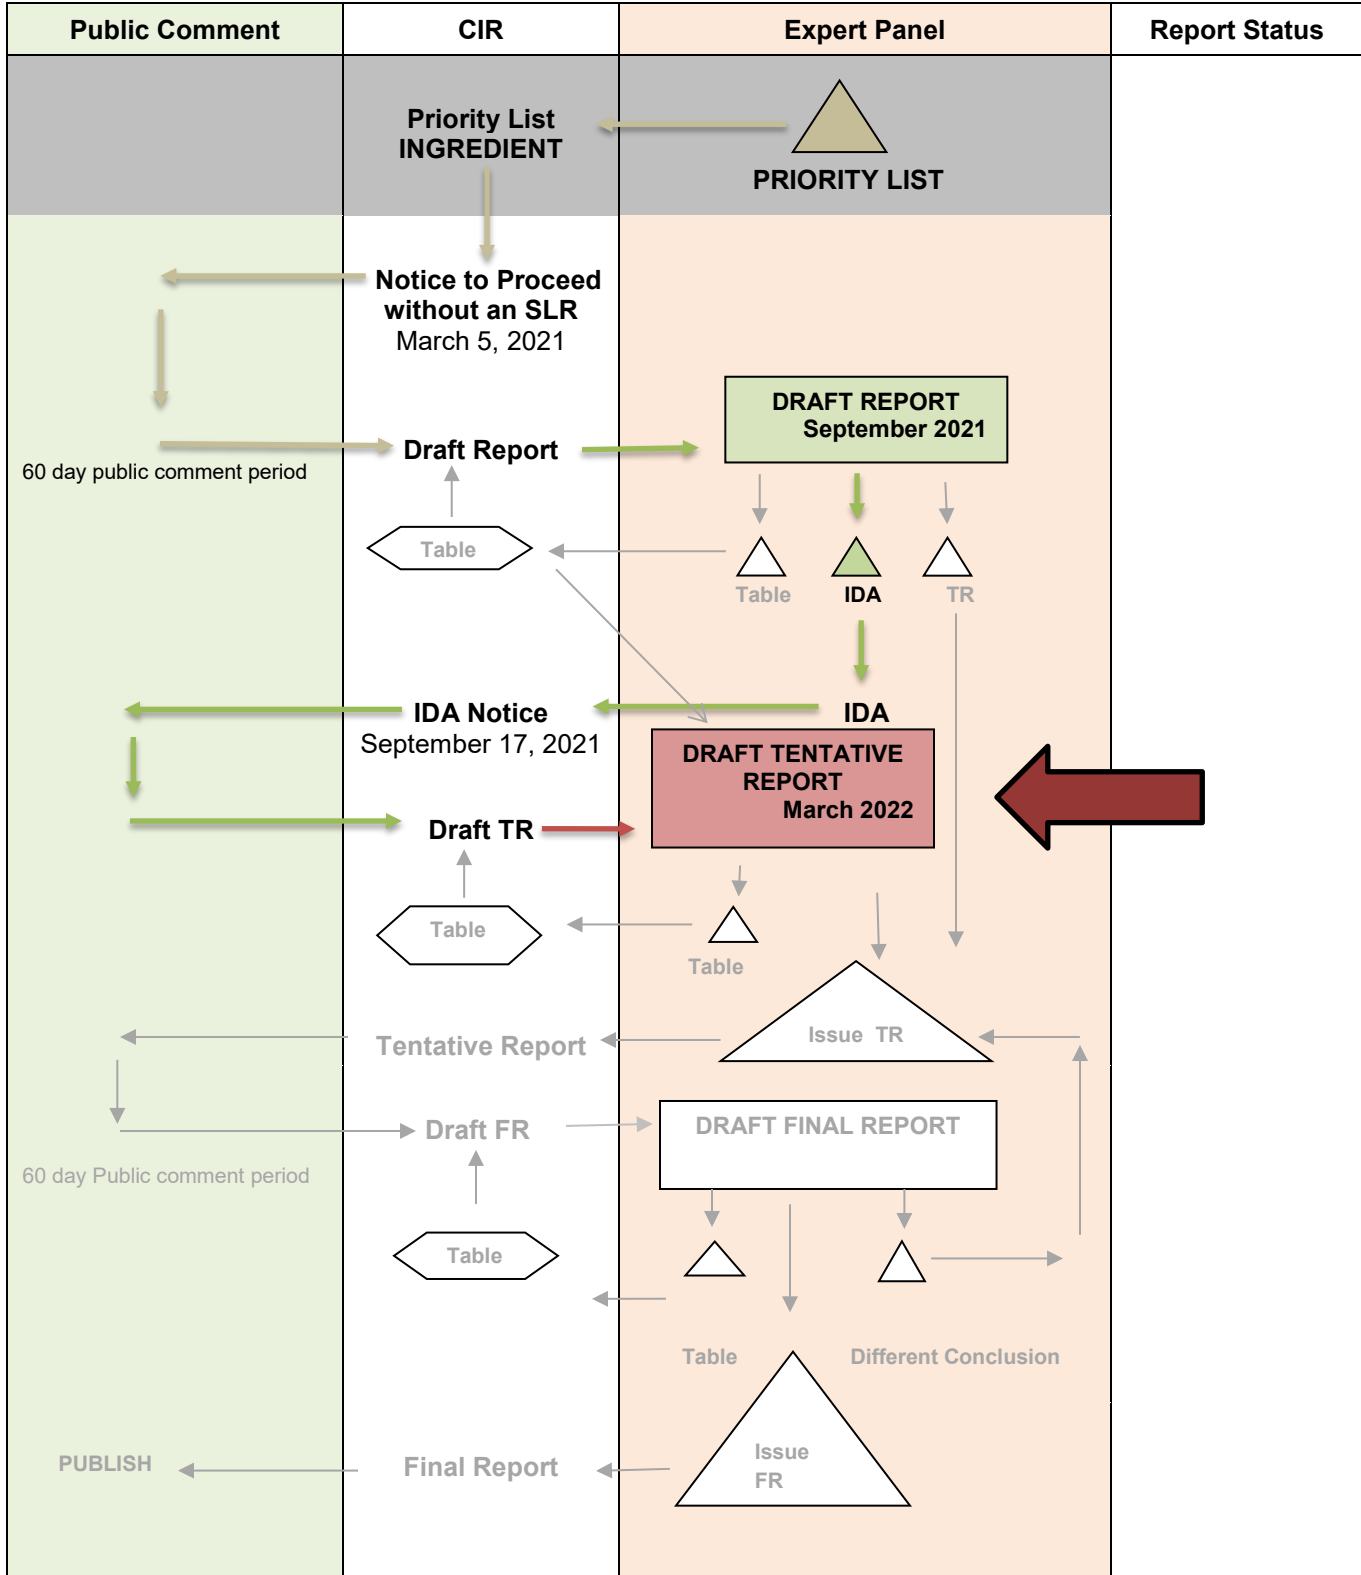 Public Comment
CIR
Expert Panel
Report Status
Priority List
INGREDIENT
PRIORITY LIST
Notice to Proceed
without an SLR
March 5, 2021
DRAFT REPORT
September 2021
60 day public comment period
Draft Report
Table
Table
IDA
TR
IDA Notice
September 17, 2021
IDA
DRAFT TENTATIVE
REPORT
March 2022
Draft TR
Table
Table
Tentative Report
Issue TR
Draft FR
DRAFT FINAL REPORT
60 day Public comment period
Table
Table
Different Conclusion
PUBLISH
Final Report
Issue
FR